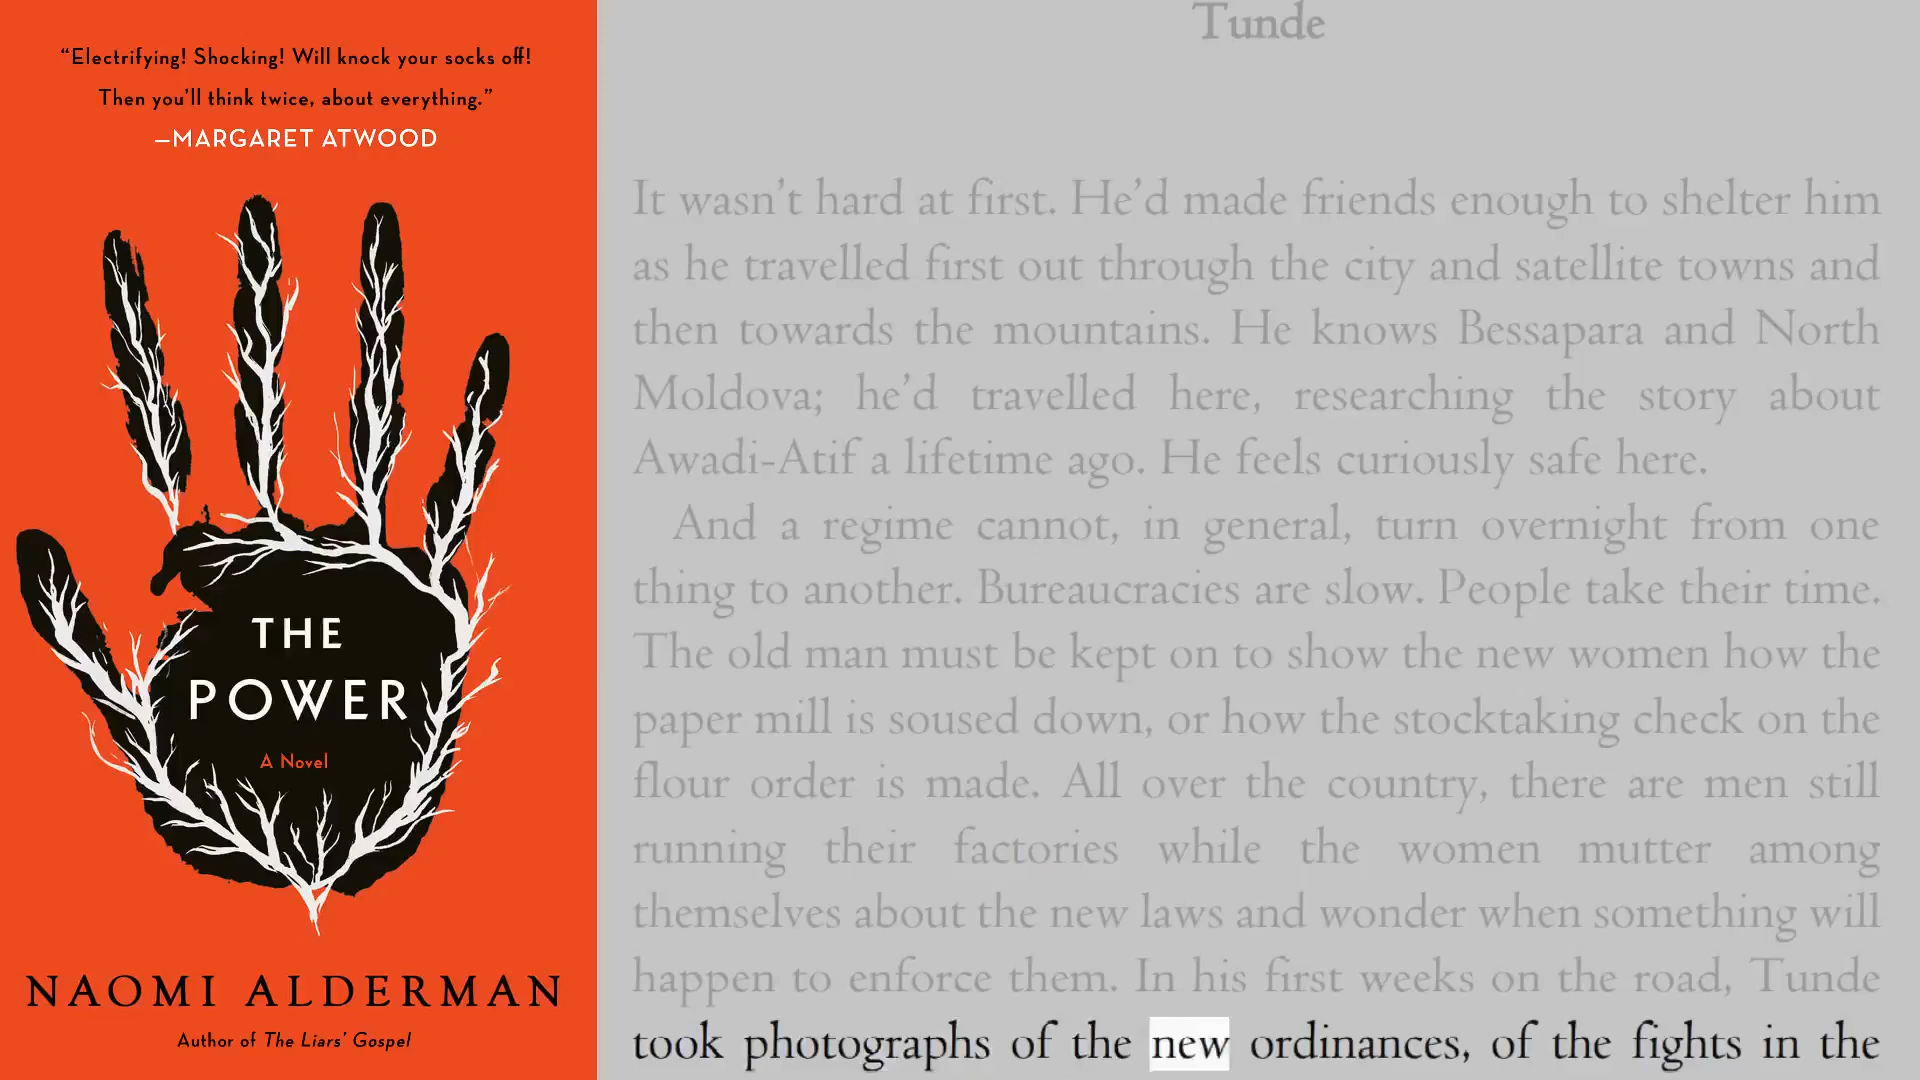 “Electrifying! Shocking! Will knock your socks off!
Then you’ll think twice, about everything.”
—MARGARET ATWOOD
THE
POWER
A Novel
NAOMI ALDERMAN
Author of The Liars’ Gospel
Tunde
It wasn’t hard at first. He’d made friends enough to shelter him
as he travelled first out through the city and satellite towns and
then towards the mountains. He knows Bessapara and North
Moldova; he’d travelled here, researching the story about
Awadi-Atif a lifetime ago. He feels curiously safe here.
And a regime cannot, in general, turn overnight from one
thing to another. Bureaucracies are slow. People take their time.
The old man must be kept on to show the new women how the
paper mill is soused down, or how the stocktaking check on the
flour order is made. All over the country, there are men still
running their factories while the women mutter among
themselves about the new laws and wonder when something will
happen to enforce them. In his first weeks on the road, Tunde
took photographs of the new ordinances, of the fights in the